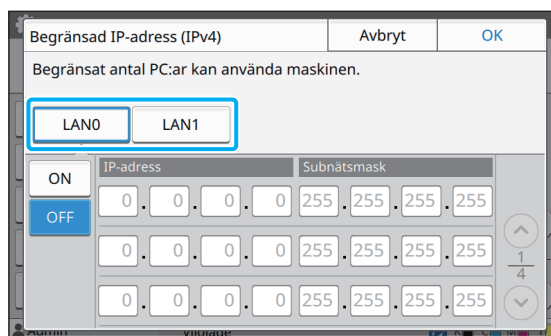 Begränsad IP-adress (IPv4) Avbryt OK
Begränsat antal PC:ar kan använda maskinen.
LAN0 LAN1
IP-adress Subnätsmask
ON
OFF
0 . 0 . 0 . 0 255 . 255 . 255 . 255
0 . 0 . 0 . 0 255 . 255 . 255 . 255
0 . 0 . 0 . 0 255 . 255 . 255 . 255
1
4
Admin Viloläge K C M Y